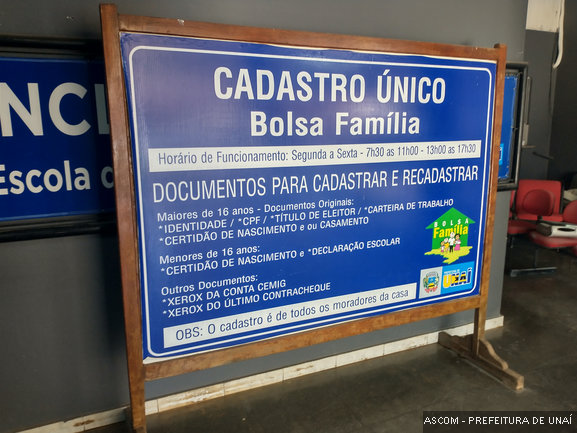 NCL
Escola d
CADASTRO ÚNICO
Bolsa Família
Horário de Funcionamento: Segunda a Sexta - 7h30 as 11h00 - 13h00 as 17h30
DOCUMENTOS PARA CADASTRAR E RECADASTRAR
Maiores de 16 anos - Documentos Originais:
*IDENTIDADE / *CPF / *TÍTULO DE ELEITOR / *CARTEIRA DE TRABALHO
*CERTIDÃO DE NASCIMENTO e ou CASAMENTO
Menores de 16 anos:
*CERTIDÃO DE NASCIMENTO e *DECLARAÇÃO ESCOLAR
Outros Documentos:
*XEROX DA CONTA CEMIG
*XEROX DO ÚLTIMO CONTRACHEQUE
OBS: O cadastro é de todos os moradores da casa
BOLSA
Família
UNAÍ
ASCOM - PREFEITURA DE UNAÍ